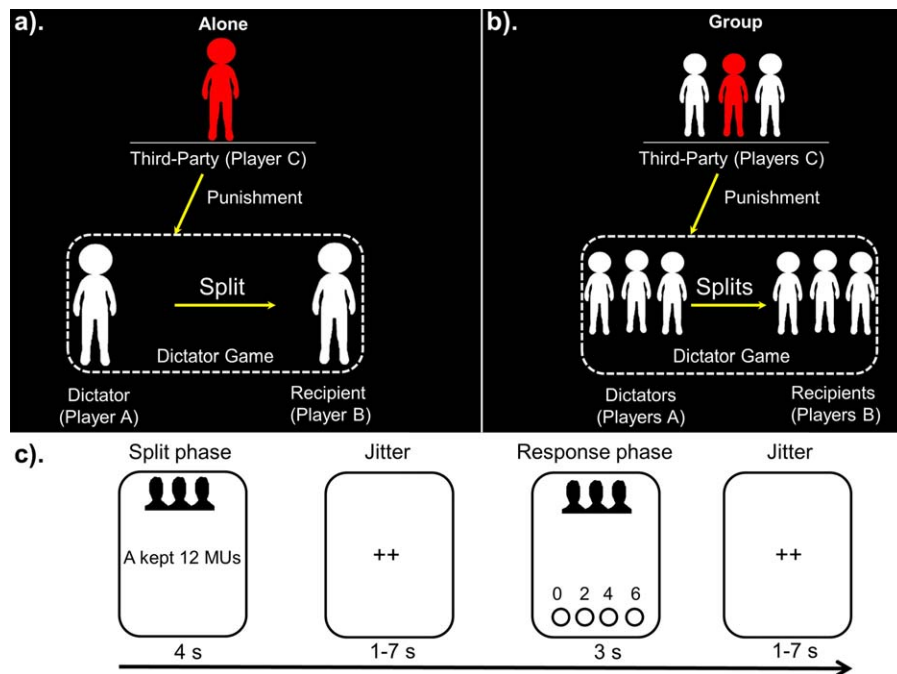 a).
Alone
Third-Party (Player C)
Punishment
Split
Dictator Game
Dictator
(Player A)
Recipient
(Player B)
b).
Group
Third-Party (Players C)
Punishment
Splits
Dictator Game
Dictators
(Players A)
Recipients
(Players B)
c).
Split phase
Jitter
Response phase
Jitter
A kept 12 MUs
++
0 2 4 6
++
4 s
1-7 s
3 s
1-7 s